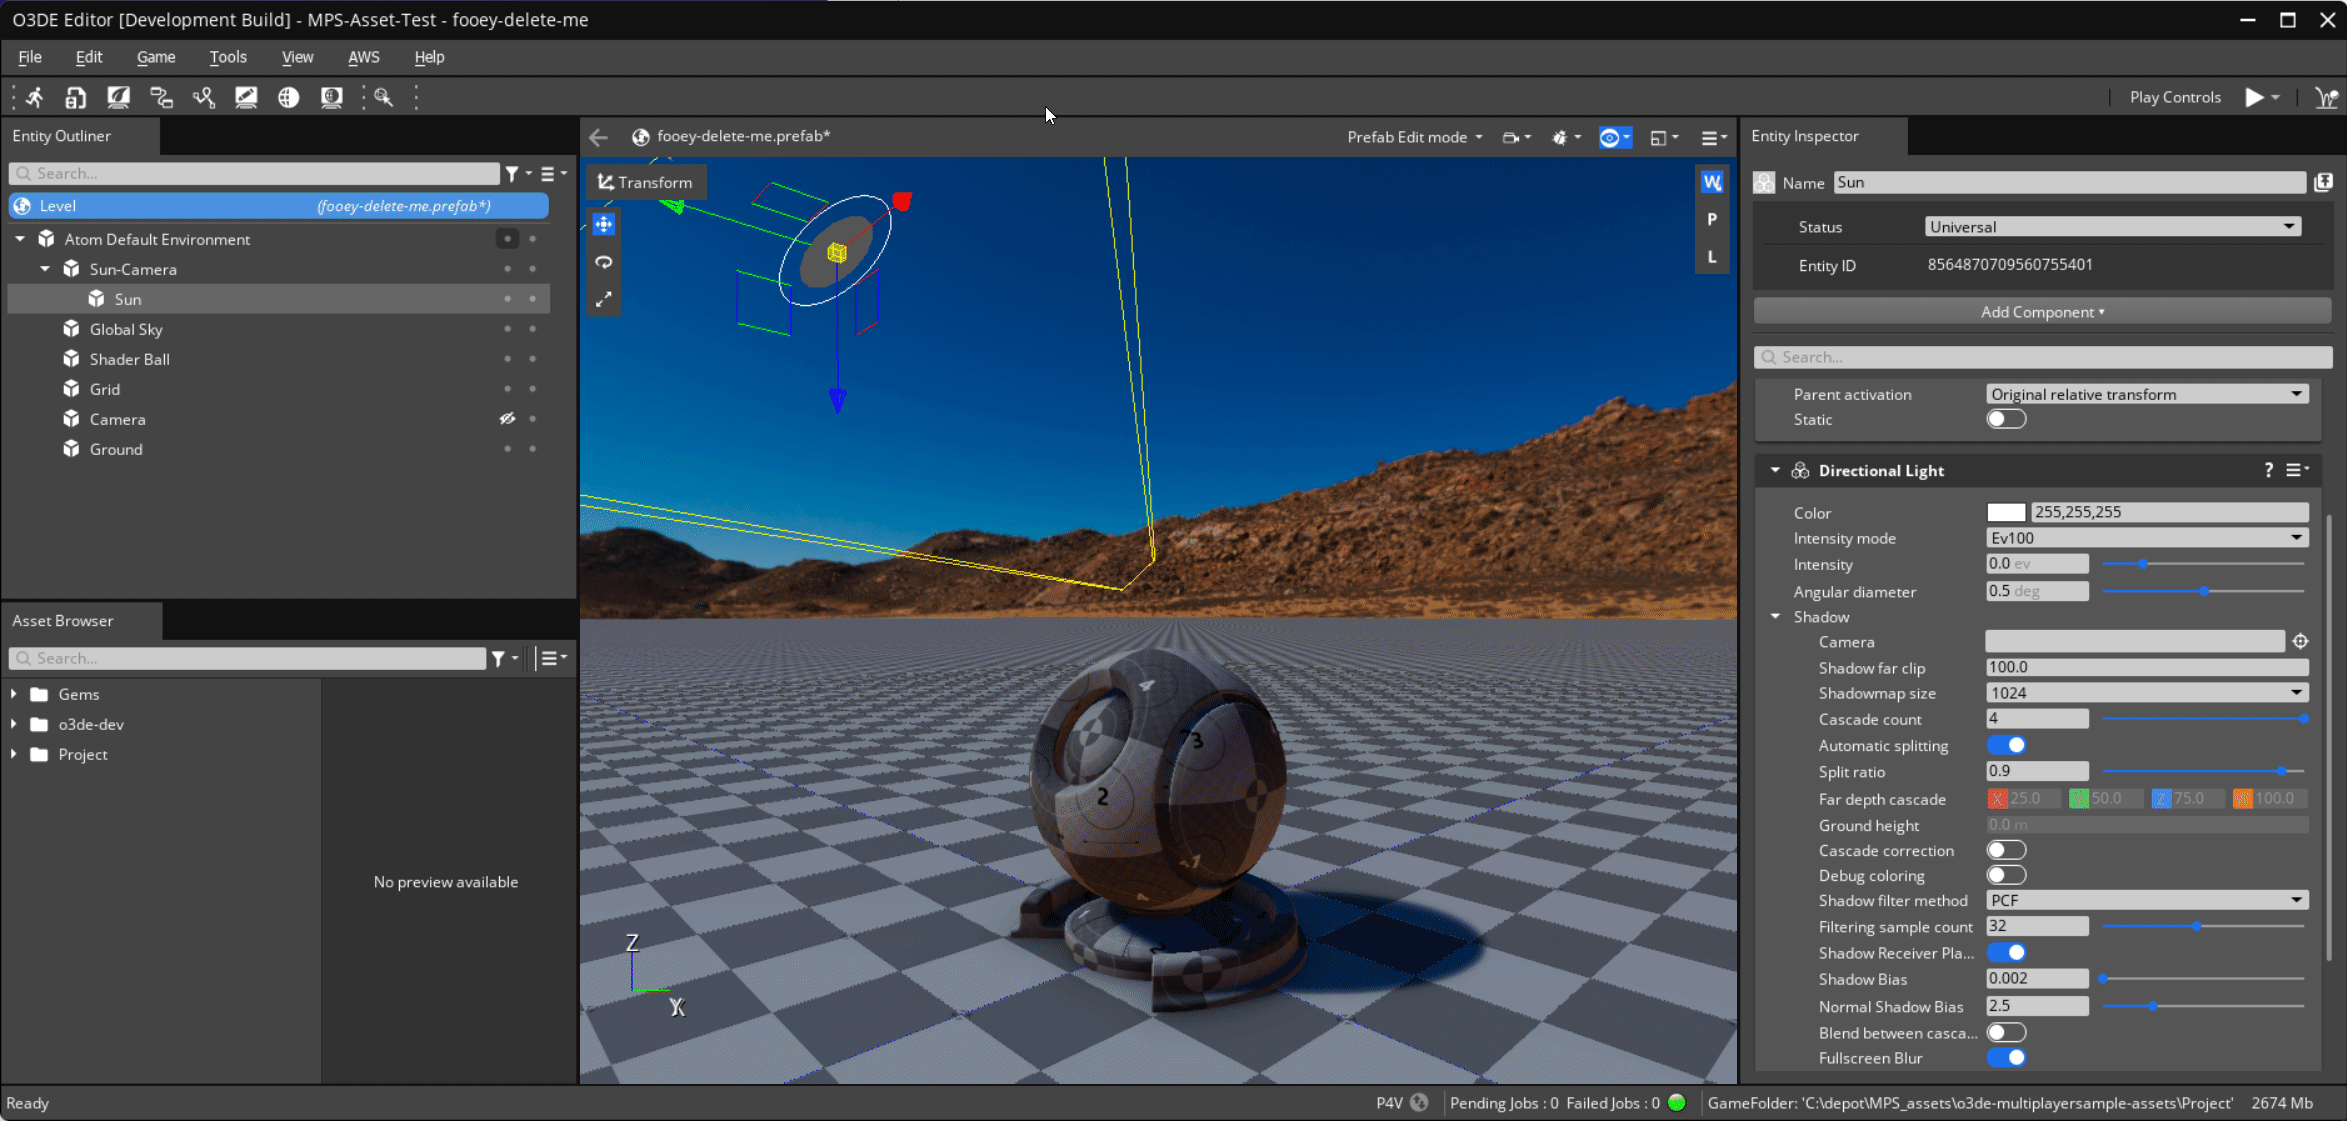 O3DE Editor [Development Build] - MPS-Asset-Test - fooey-delete-me
File Edit Game Tools View AWS Help
Play Controls
Entity Outliner
Search...
Level (fooey-delete-me.prefab*)
Atom Default Environment
Sun-Camera
Sun
Global Sky
Shader Ball
Grid
Camera
Ground
Asset Browser
Search...
Gems
o3de-dev
Project
No preview available
fooey-delete-me.prefab*
Prefab Edit mode
Transform
W
P
L
4
3
2
Z
Entity Inspector
Name Sun
Status Universal
Entity ID 8564870709560755401
Add Component
Search...
Parent activation Original relative transform
Static
Directional Light ?
Color 255,255,255
Intensity mode Ev100
Intensity 0.0 ev
Angular diameter 0.5 deg
Shadow
Camera
Shadow far clip 100.0
Shadowmap size 1024
Cascade count 4
Automatic splitting
Split ratio 0.9
Far depth cascade X 25.0 Y 50.0 Z 75.0 W 100.0
Ground height 0.0 m
Cascade correction
Debug coloring
Shadow filter method PCF
Filtering sample count 32
Shadow Receiver Pla...
Shadow Bias 0.002
Normal Shadow Bias 2.5
Blend between casca...
Fullscreen Blur
Ready
P4V
Pending Jobs : 0 Failed Jobs : 0
GameFolder: 'C:\depot\MPS_assets\o3de-multiplayersample-assets\Project'
2674 Mb